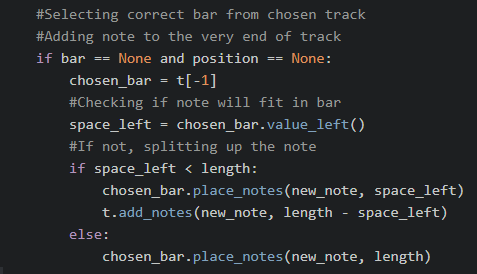 #Selecting correct bar from chosen track
#Adding note to the very end of track
if bar == None and position == None:
    chosen_bar = t[-1]
    #Checking if note will fit in bar
    space_left = chosen_bar.value_left()
    #If not, splitting up the note
    if space_left < length:
        chosen_bar.place_notes(new_note, space_left)
        t.add_notes(new_note, length - space_left)
    else:
        chosen_bar.place_notes(new_note, length)